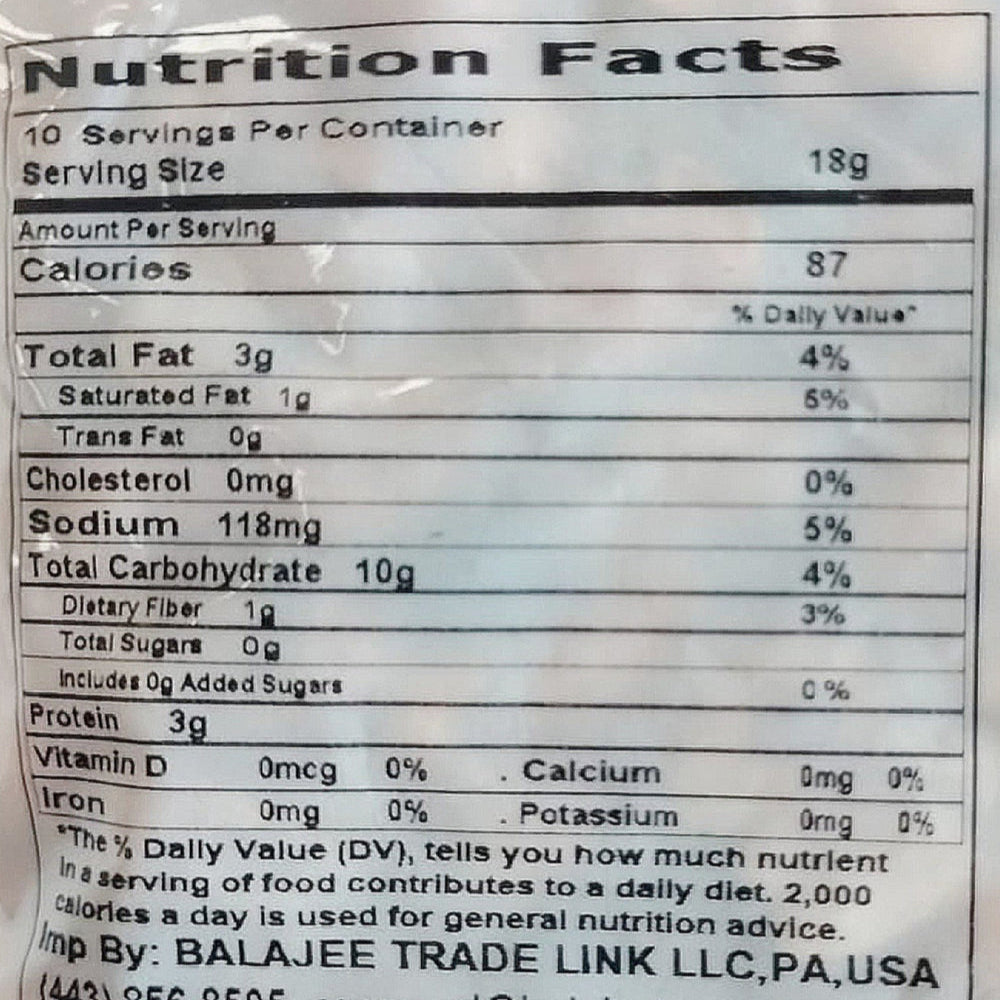 Nutrition Facts
10 Servings Per Container
Serving Size 18g
Amount Per Serving
Calories 87
% Daily Value*
Total Fat 3g 4%
Saturated Fat 1g 5%
Trans Fat 0g
Cholesterol 0mg 0%
Sodium 118mg 5%
Total Carbohydrate 10g 4%
Dietary Fiber 1g 3%
Total Sugars 0g
Includes 0g Added Sugars 0 %
Protein 3g
Vitamin D 0mcg 0% . Calcium 0mg 0%
Iron 0mg 0% . Potassium 0mg 0%
*The % Daily Value (DV), tells you how much nutrient
in a serving of food contributes to a daily diet. 2,000
calories a day is used for general nutrition advice.
Imp By: BALAJEE TRADE LINK LLC,PA,USA